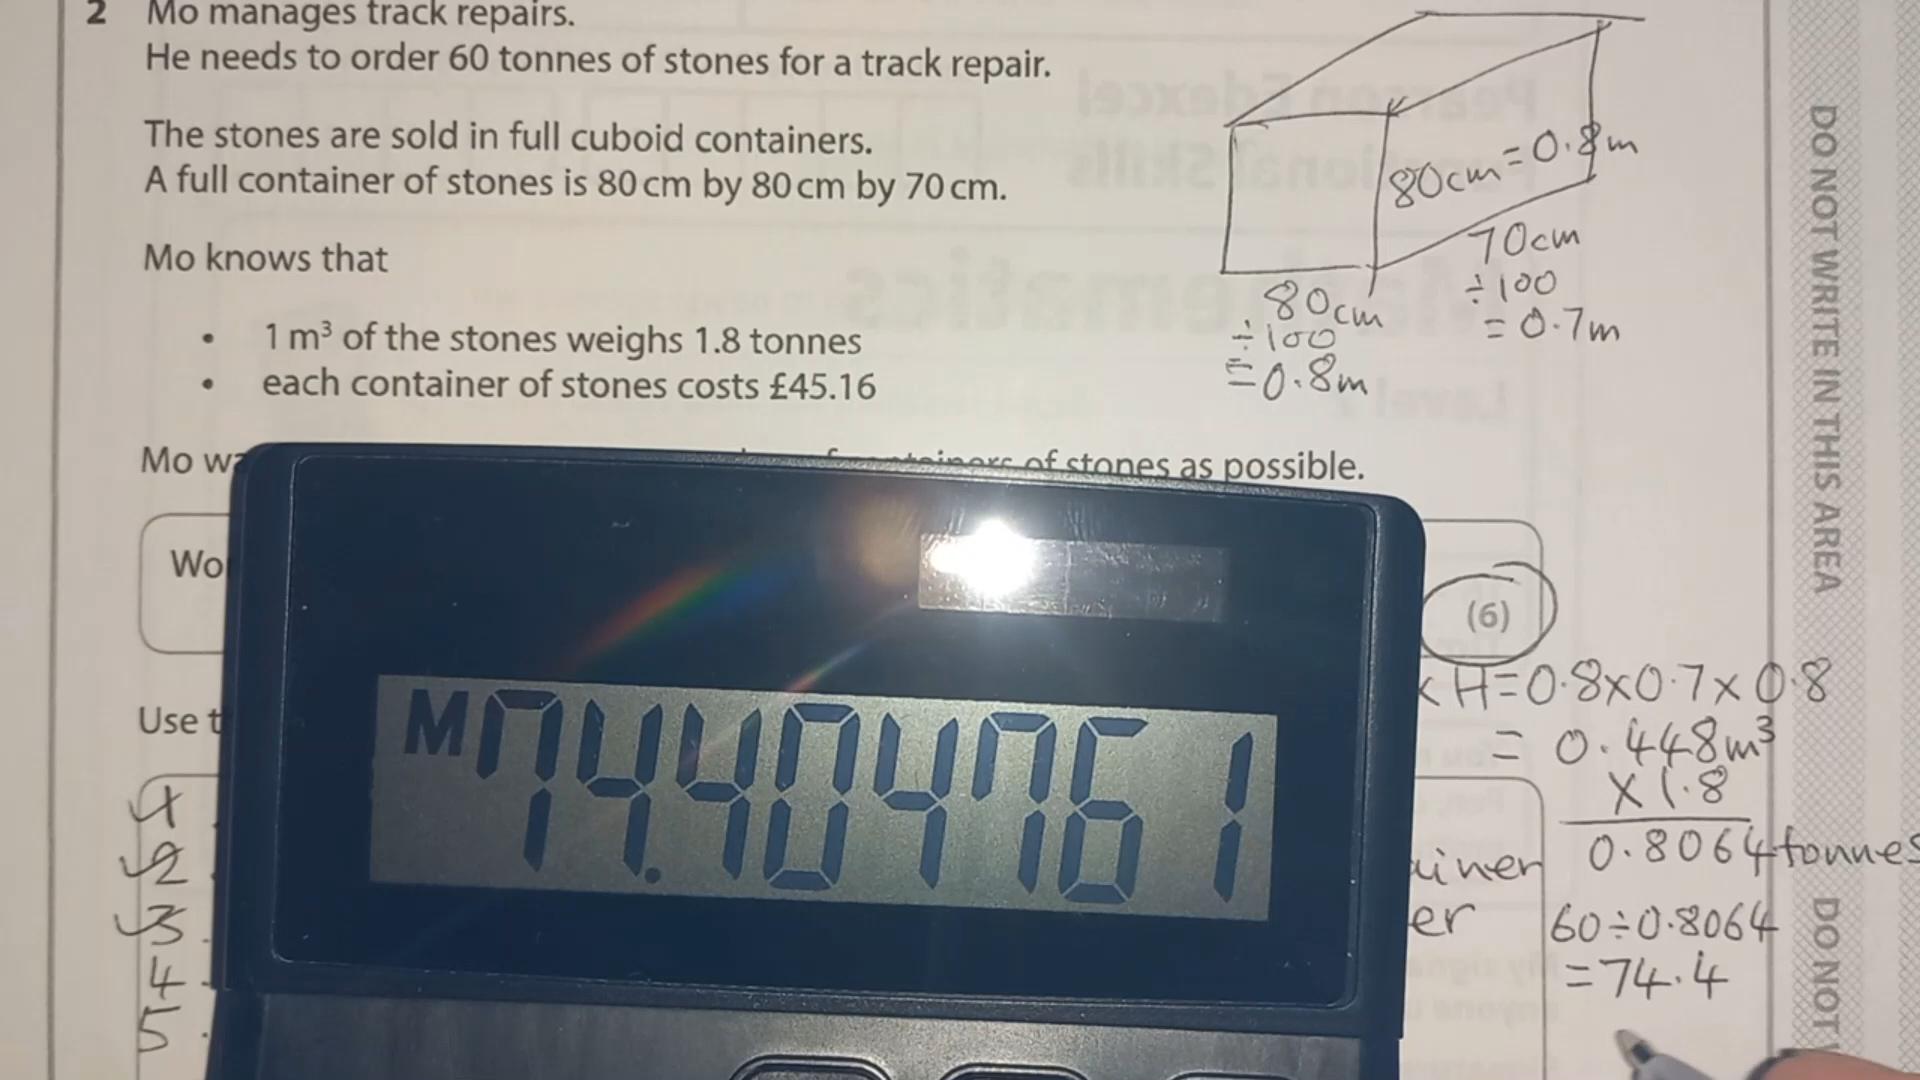 2 Mo manages track repairs.
He needs to order 60 tonnes of stones for a track repair.
The stones are sold in full cuboid containers.
A full container of stones is 80 cm by 80 cm by 70 cm.
Mo knows that
• 1 m³ of the stones weighs 1.8 tonnes
• each container of stones costs £45.16
Mo of stones as possible.
80cm = 0.8m
70cm
÷100
= 0.7m
80cm
÷100
= 0.8m
(6)
Use
x H = 0.8 x 0.7 x 0.8
= 0.448m³
x 1.8
0.8064 tonnes
60 ÷ 0.8064
= 74.4
1
2
3
4
5
M 74.404761
DO NOT WRITE IN THIS AREA
DO NOT